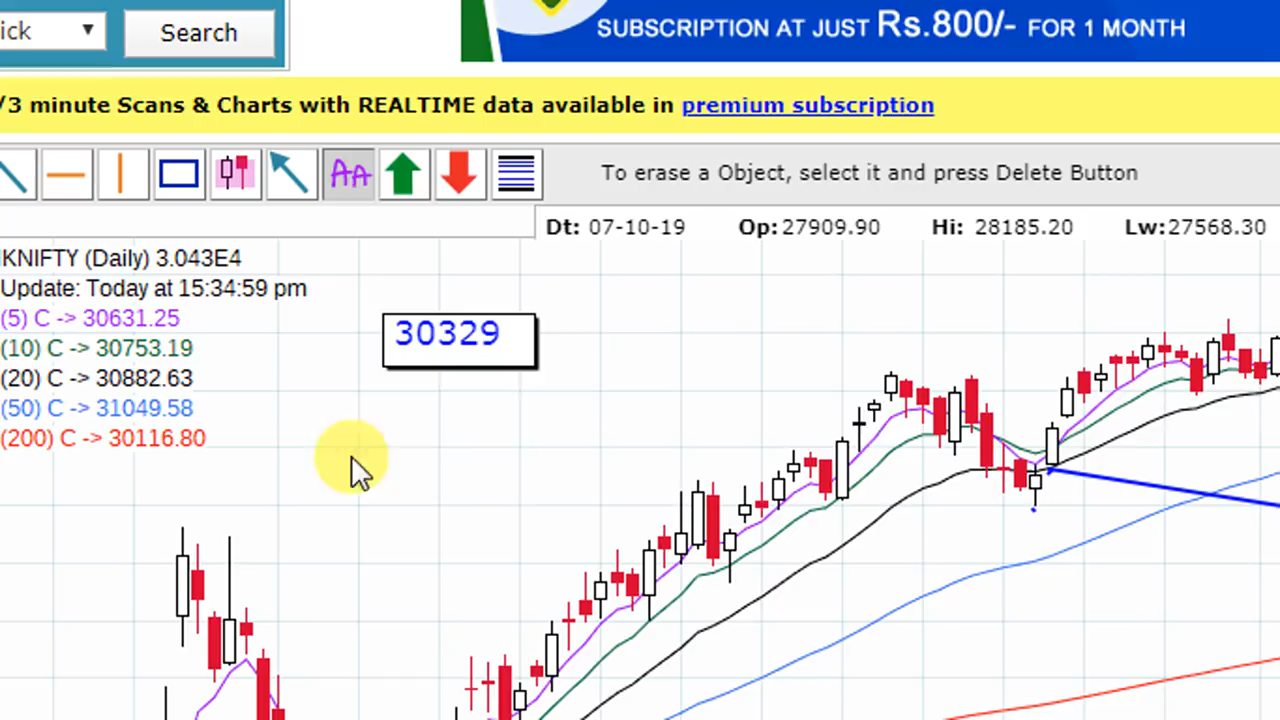 ick ▼ Search
SUBSCRIPTION AT JUST Rs.800/- FOR 1 MONTH
/3 minute Scans & Charts with REALTIME data available in premium subscription
AA
To erase a Object, select it and press Delete Button
Dt: 07-10-19 Op:27909.90 Hi: 28185.20 Lw:27568.30
KNIFTY (Daily) 3.043E4
Update: Today at 15:34:59 pm
(5) C -> 30631.25
30329
(10) C -> 30753.19
(20) C -> 30882.63
(50) C -> 31049.58
(200) C -> 30116.80